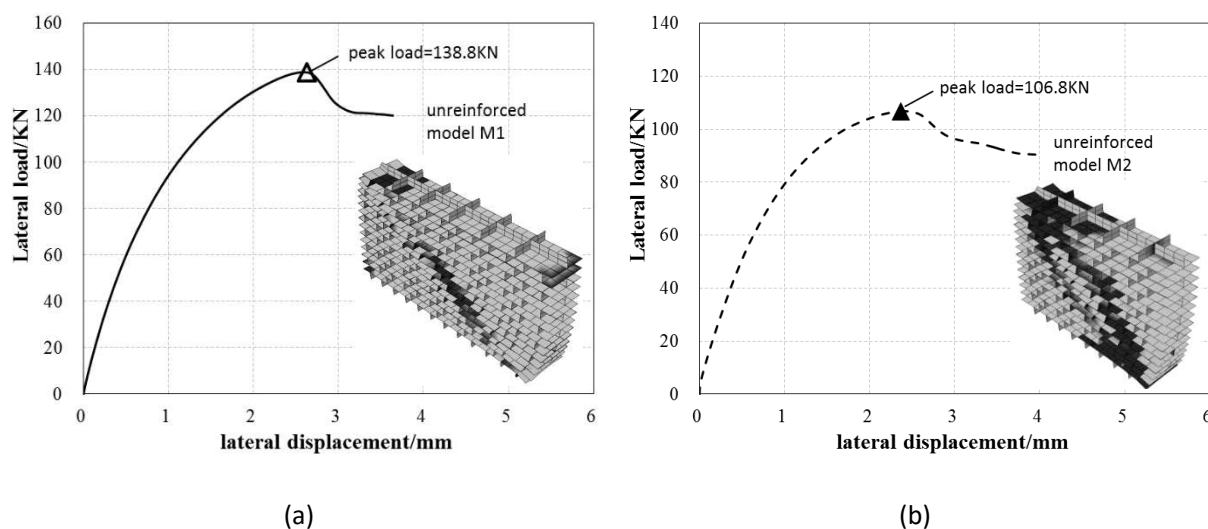 160
140
120
100
80
60
40
20
0
Lateral load/KN
peak load=138.8KN
unreinforced
model M1
0 1 2 3 4 5 6
lateral displacement/mm
(a)
140
120
100
80
60
40
20
0
Lateral load/KN
peak load=106.8KN
unreinforced
model M2
0 1 2 3 4 5 6
lateral displacement/mm
(b)